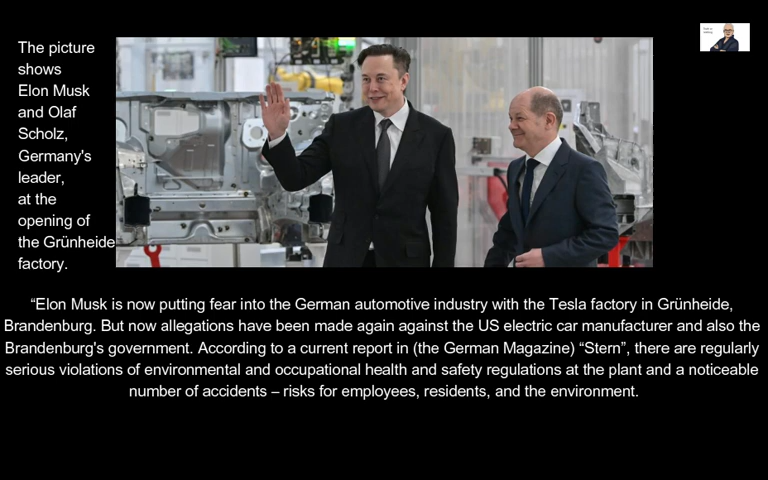 The picture
shows
Elon Musk
and Olaf
Scholz,
Germany's
leader,
at the
opening of
the Grünheide
factory.
“Elon Musk is now putting fear into the German automotive industry with the Tesla factory in Grünheide,
Brandenburg. But now allegations have been made again against the US electric car manufacturer and also the
Brandenburg's government. According to a current report in (the German Magazine) “Stern”, there are regularly
serious violations of environmental and occupational health and safety regulations at the plant and a noticeable
number of accidents – risks for employees, residents, and the environment.